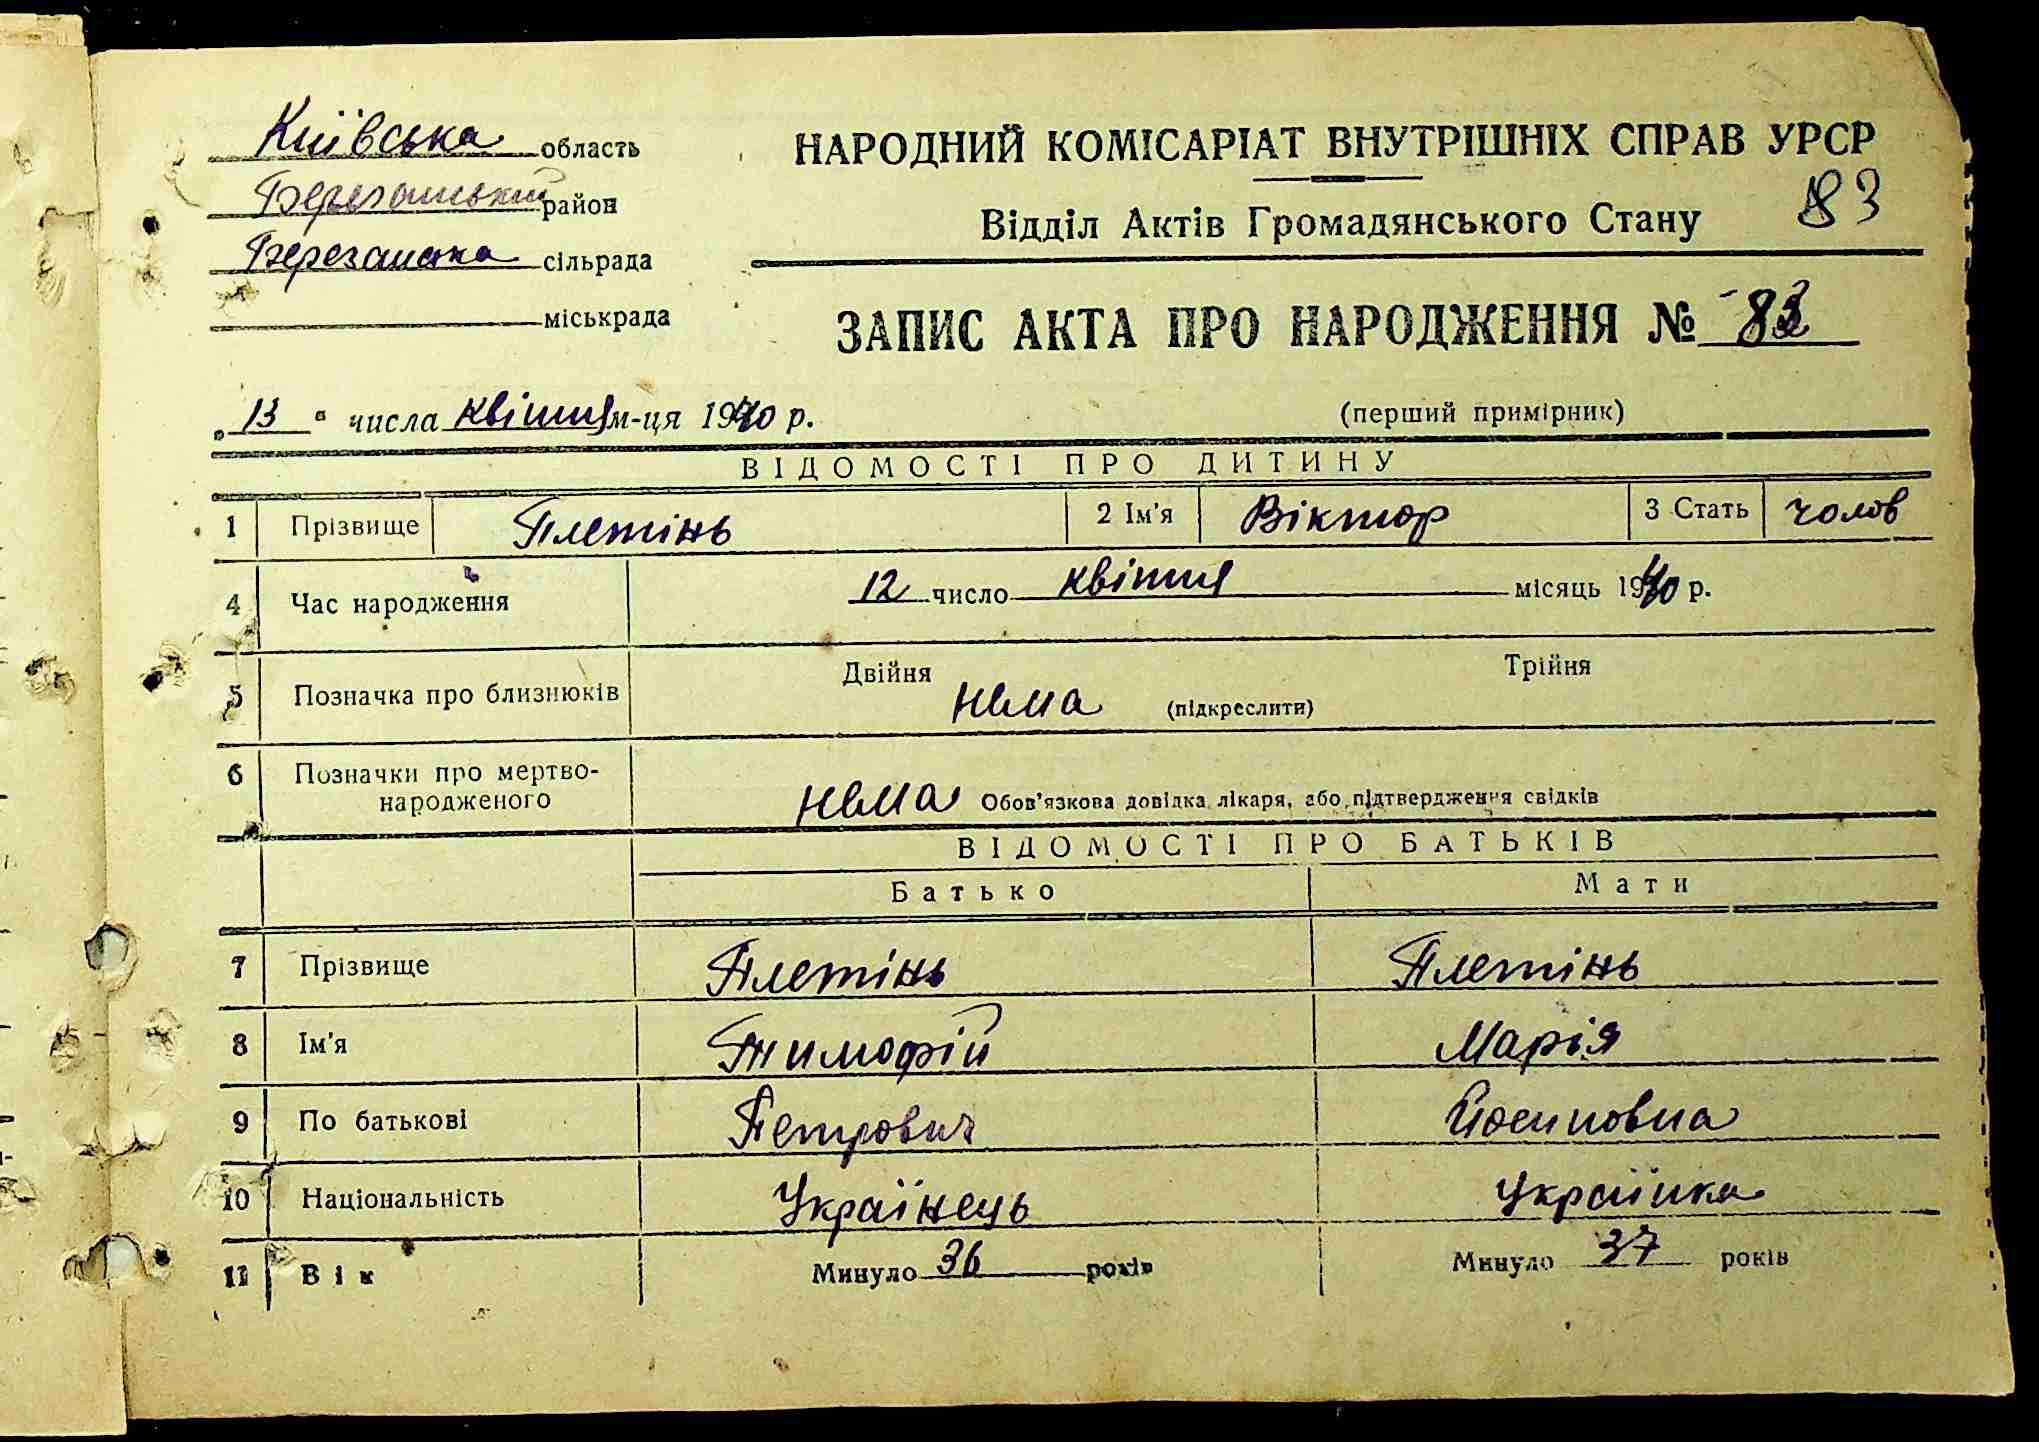 Київська область
Березанський район
Березанська сільрада
міськрада
НАРОДНИЙ КОМІСАРІАТ ВНУТРІШНІХ СПРАВ УРСР
83
Відділ Актів Громадянського Стану
ЗАПИС АКТА ПРО НАРОДЖЕННЯ № 83
„13“ числа квітня м-ця 1940 р.
(перший примірник)
ВІДОМОСТІ ПРО ДИТИНУ
1 Прізвище Плетінь 2 Ім'я Віктор 3 Стать чолов
4 Час народження 12 число квітня місяць 1940 р.
5 Позначка про близнюків Двійня нема (підкреслити) Трійня
6 Позначки про мертво-
народженого нема Обов'язкова довідка лікаря, або підтвердження свідків
ВІДОМОСТІ ПРО БАТЬКІВ
Батько Мати
7 Прізвище Плетінь Плетінь
8 Ім'я Тимофій Марія
9 По батькові Петрович Йосиповна
10 Національність Українець Українка
11 Вік Минуло 36 років Минуло 37 років